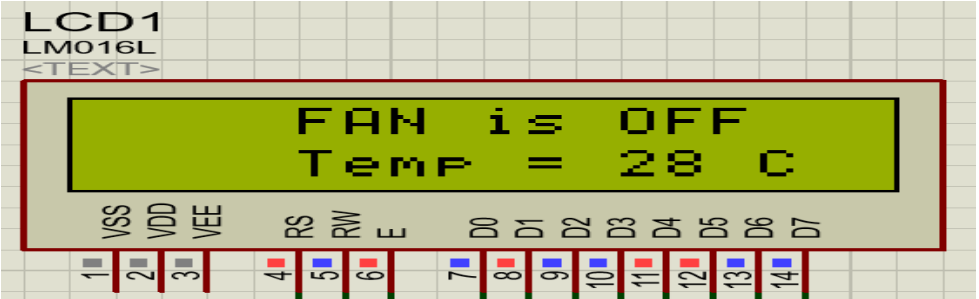 LCD1
LM016L
<TEXT>
FAN is OFF
Temp = 28 C
VSS VDD VEE RS RW E D0 D1 D2 D3 D4 D5 D6 D7
1 2 3 4 5 6 7 8 9 10 11 12 13 14